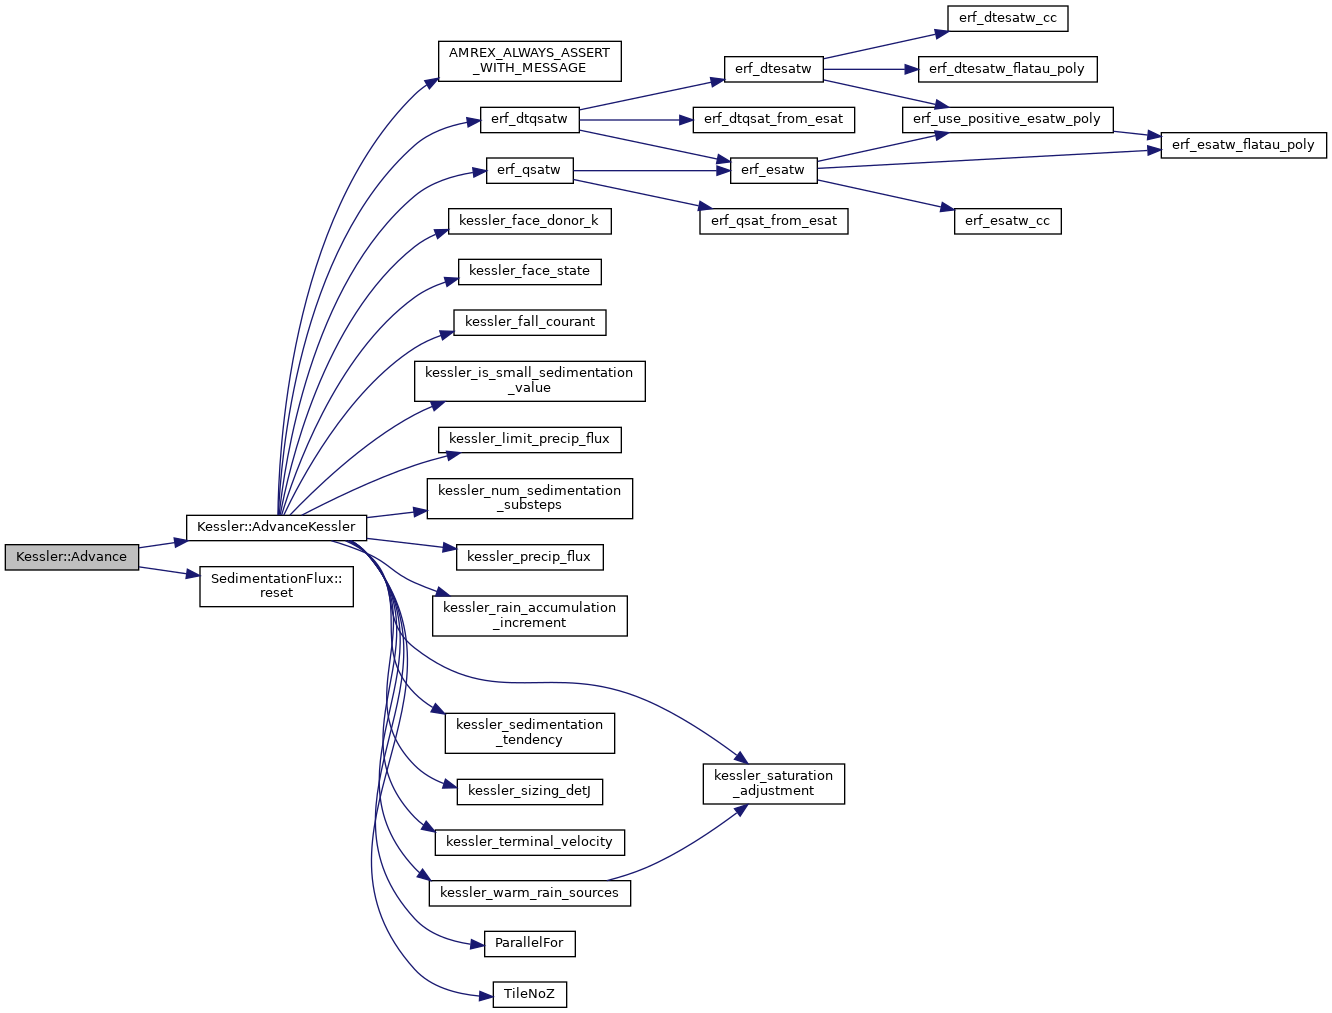 Kessler::Advance
Kessler::AdvanceKessler
SedimentationFlux::
reset
AMREX_ALWAYS_ASSERT
_WITH_MESSAGE
erf_dtqsatw
erf_qsatw
kessler_face_donor_k
kessler_face_state
kessler_fall_courant
kessler_is_small_sedimentation
_value
kessler_limit_precip_flux
kessler_num_sedimentation
_substeps
kessler_precip_flux
kessler_rain_accumulation
_increment
kessler_sedimentation
_tendency
kessler_sizing_detJ
kessler_terminal_velocity
kessler_warm_rain_sources
ParallelFor
TileNoZ
erf_dtesatw
erf_dtqsat_from_esat
erf_esatw
erf_qsat_from_esat
kessler_saturation
_adjustment
erf_dtesatw_cc
erf_dtesatw_flatau_poly
erf_use_positive_esatw_poly
erf_esatw_cc
erf_esatw_flatau_poly